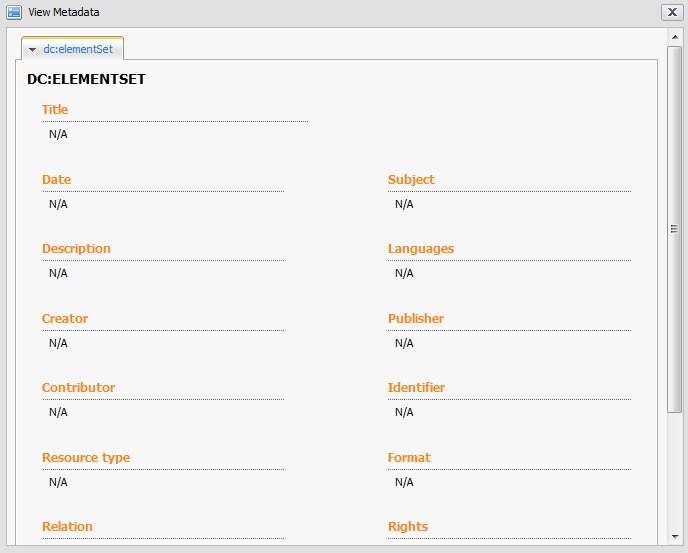 View Metadata
dc:elementSet
DC:ELEMENTSET
Title
N/A
Date
Subject
N/A
N/A
Description
Languages
N/A
N/A
Creator
Publisher
N/A
N/A
Contributor
Identifier
N/A
N/A
Resource type
Format
N/A
N/A
Relation
Rights